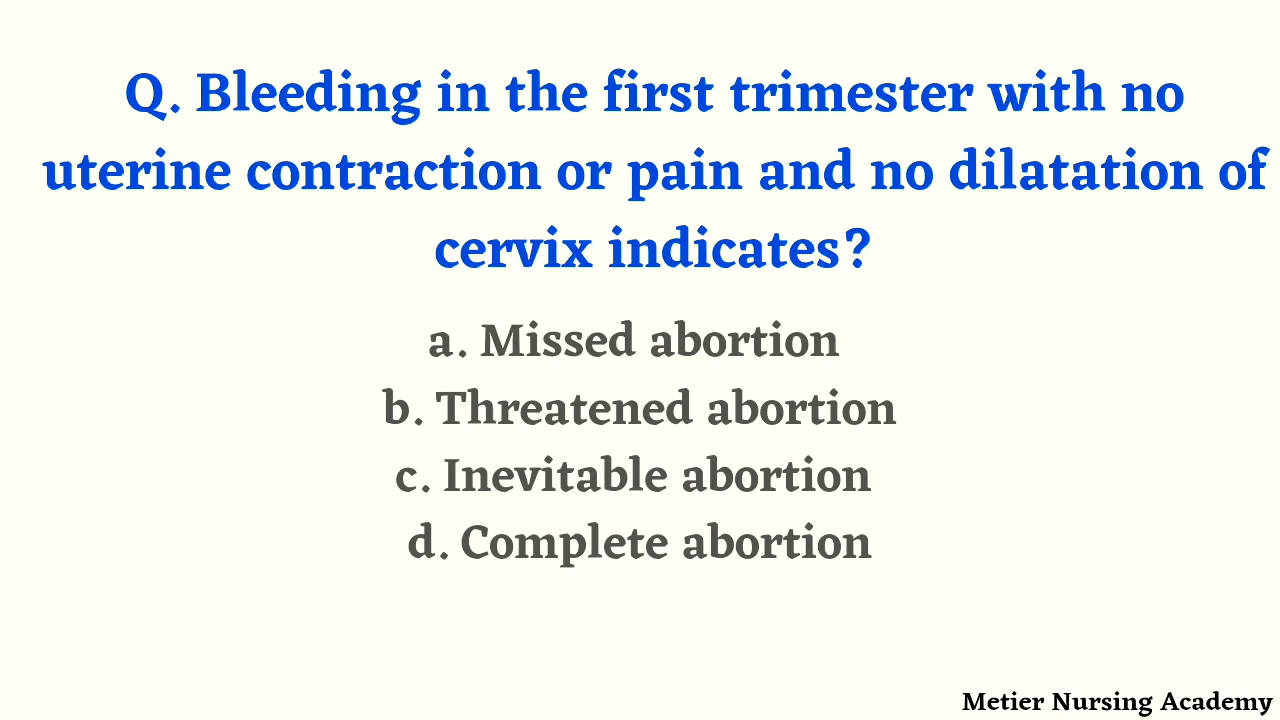 Q. Bleeding in the first trimester with no
uterine contraction or pain and no dilatation of
cervix indicates?
a. Missed abortion
b. Threatened abortion
c. Inevitable abortion
d. Complete abortion
Metier Nursing Academy